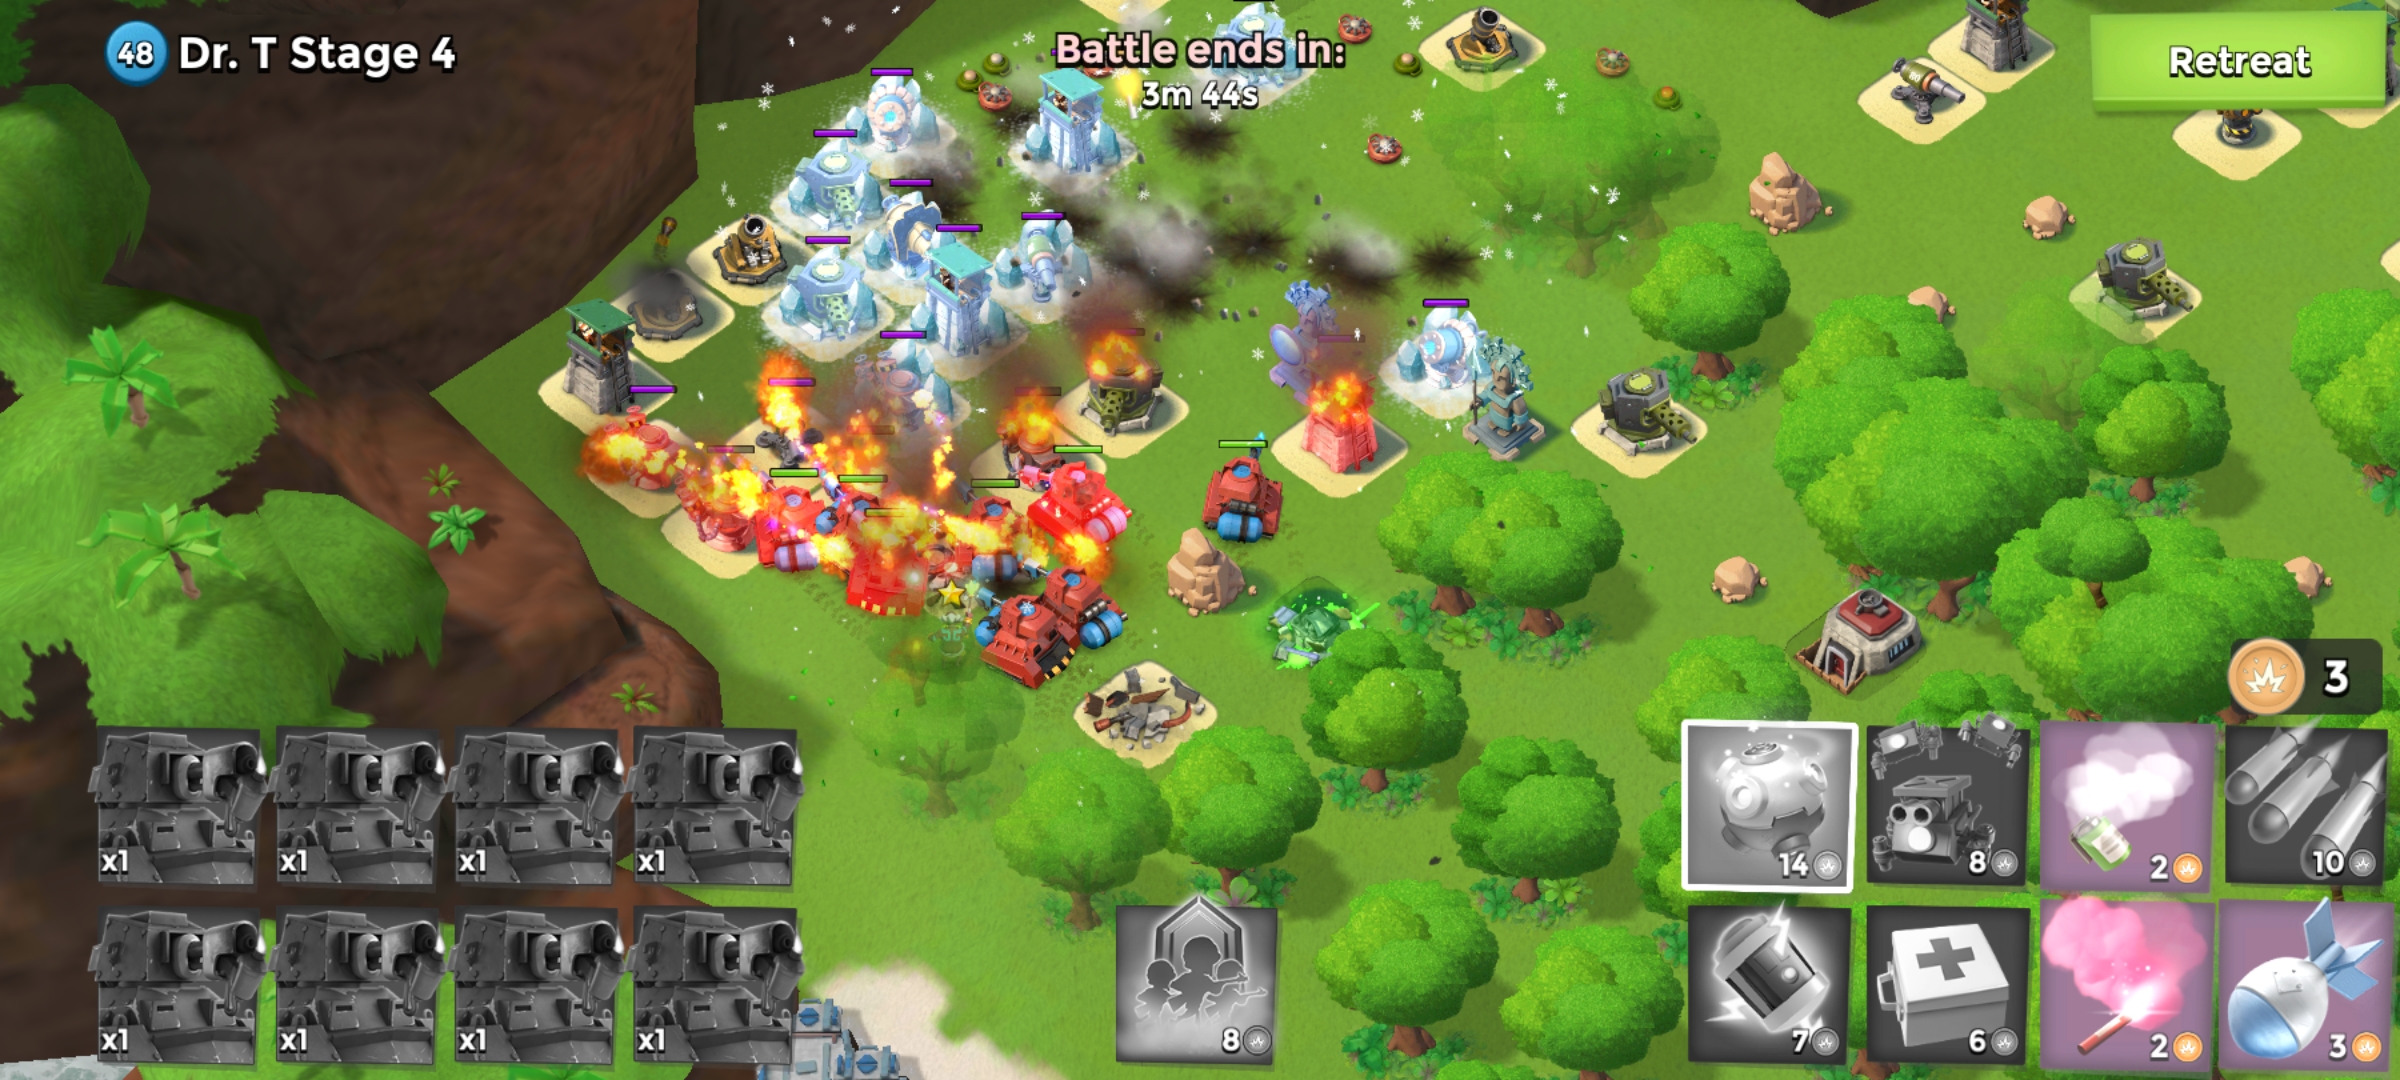 48 Dr. T Stage 4
Battle ends in:
3m 44s
Retreat
3
x1 x1 x1 x1
14 8 2 10
x1 x1 x1 x1
8
7 6 2 3